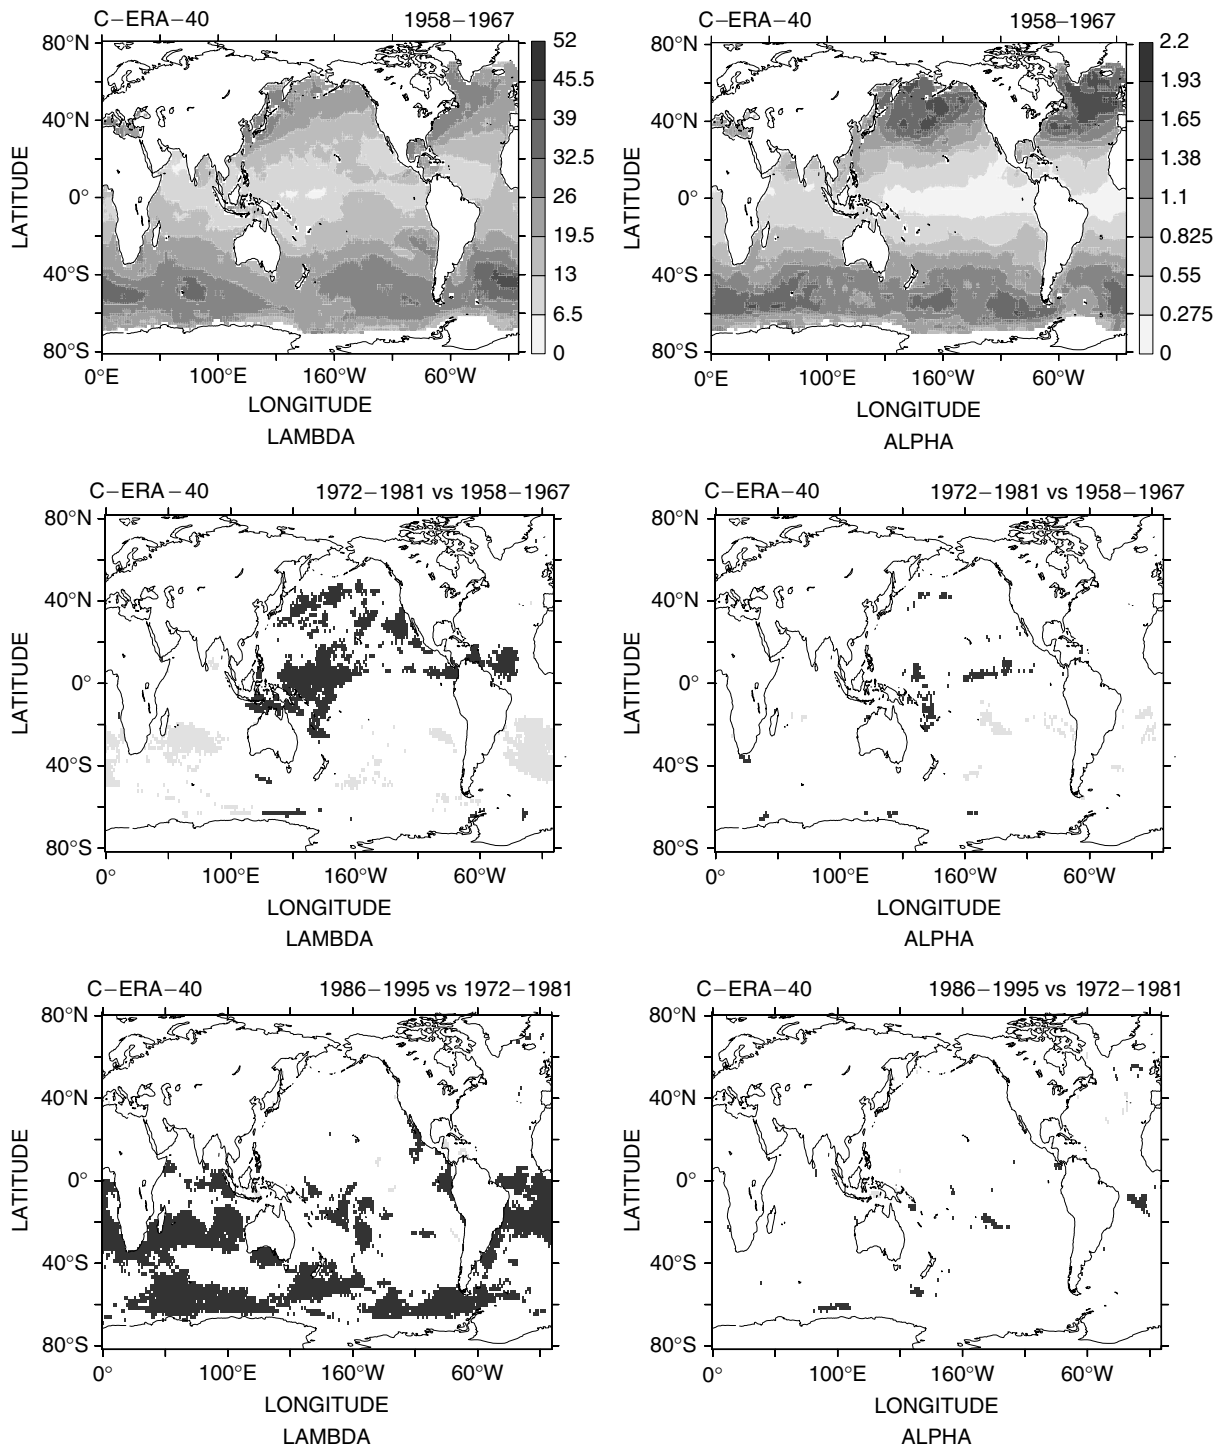 C−ERA−40 1958−1967
80°N
40°N
0°
40°S
80°S
LATITUDE
52
45.5
39
32.5
26
19.5
13
6.5
0
0°E 100°E 160°W 60°W
LONGITUDE
LAMBDA
1958−1967
80°N
40°N
0°
40°S
80°S
LATITUDE
2.2
1.93
1.65
1.38
1.1
0.825
0.55
0.275
0
0°E 100°E 160°W 60°W
LONGITUDE
ALPHA
C−ERA−40
C−ERA−40 1972−1981 vs 1958−1967
80°N
40°N
0°
40°S
80°S
LATITUDE
0° 100°E 160°W 60°W
LONGITUDE
LAMBDA
C−ERA−40 1972−1981 vs 1958−1967
80°N
40°N
0°
40°S
80°S
LATITUDE
0° 100°E 160°W 60°W
LONGITUDE
ALPHA
C−ERA−40 1986−1995 vs 1972−1981
80°N
40°N
0°
40°S
80°S
LATITUDE
0° 100°E 160°W 60°W
LONGITUDE
LAMBDA
C−ERA−40 1986−1995 vs 1972−1981
80°N
40°N
0°
40°S
80°S
LATITUDE
0° 100°E 160°W 60°W
LONGITUDE
ALPHA